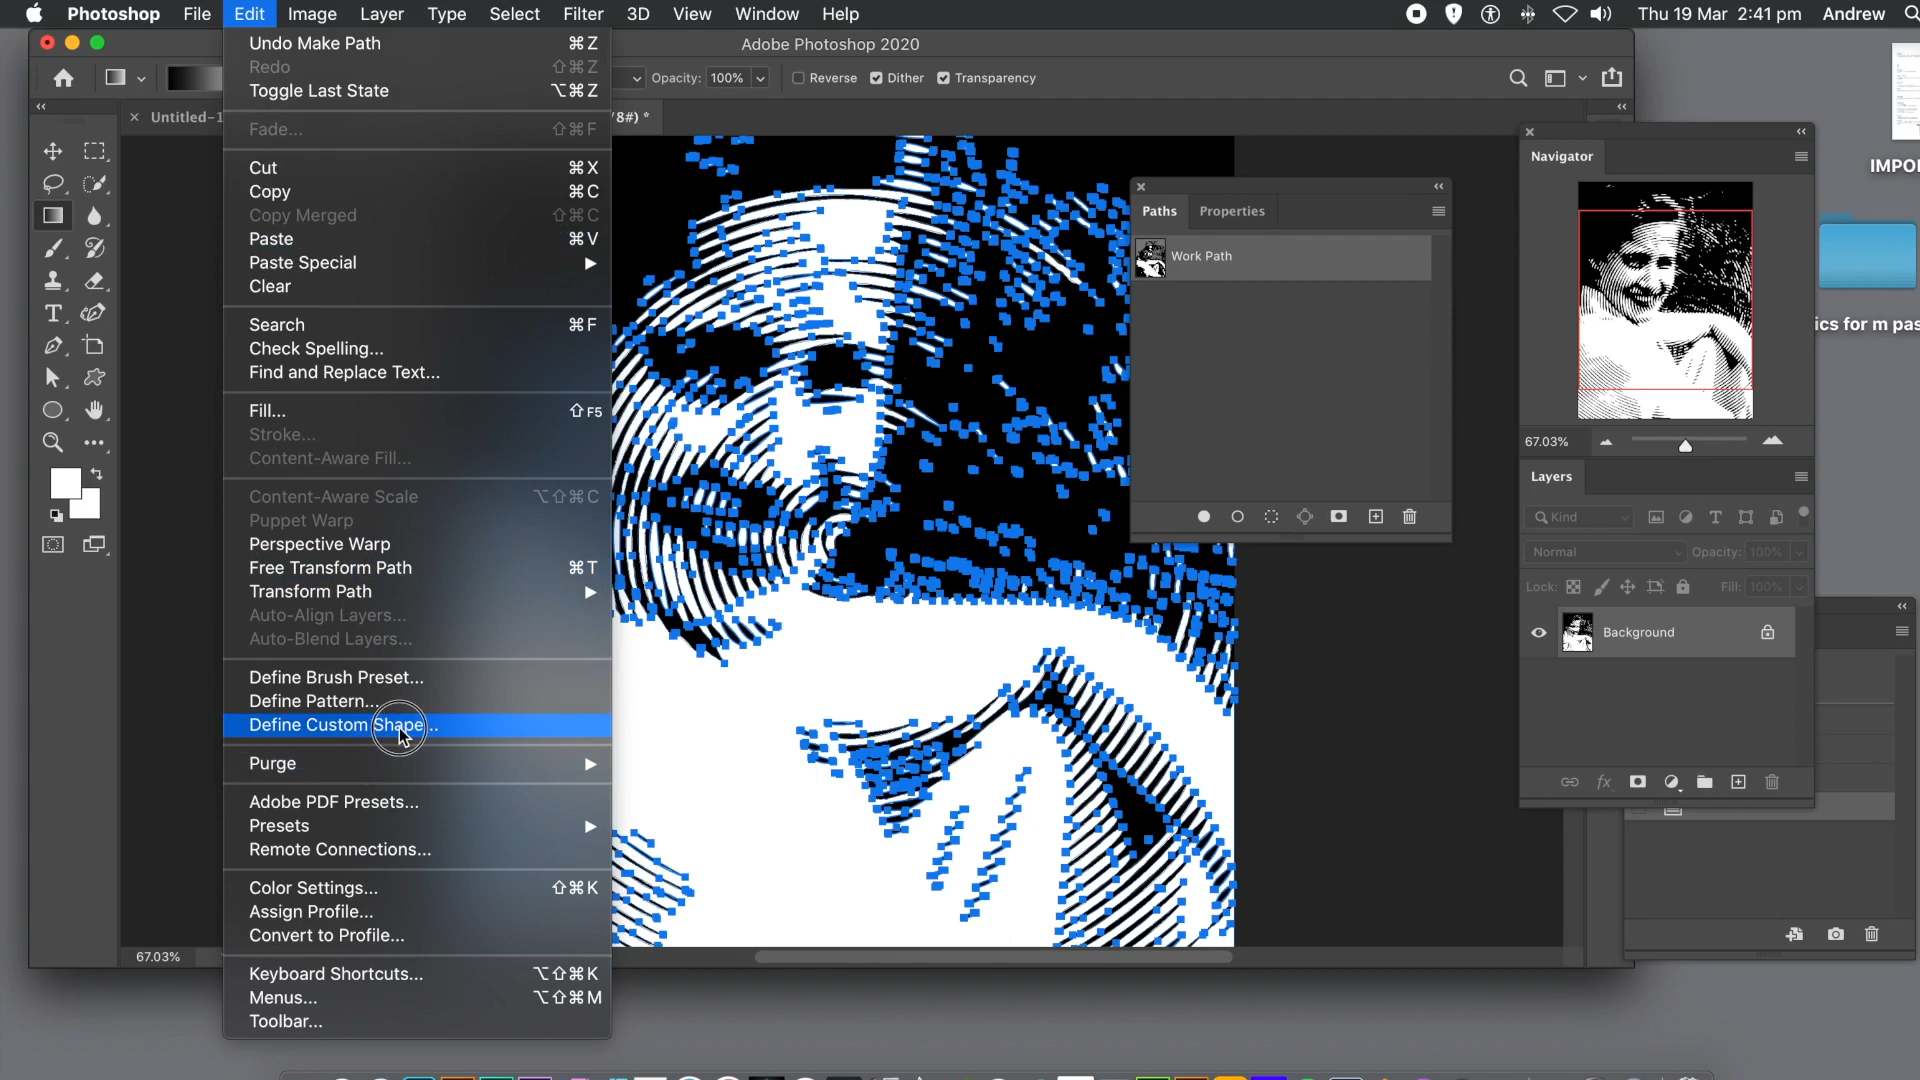 Photoshop File Edit Image Layer Type Select Filter 3D View Window Help Thu 19 Mar 2:41 pm Andrew
Adobe Photoshop 2020
Opacity: 100% Reverse Dither Transparency
Untitled-1
/8#) *
Undo Make Path ⌘Z
Redo ⇧⌘Z
Toggle Last State ⌥⌘Z
Fade... ⇧⌘F
Cut ⌘X
Copy ⌘C
Copy Merged ⇧⌘C
Paste ⌘V
Paste Special
Clear
Search ⌘F
Check Spelling...
Find and Replace Text...
Fill... ⇧F5
Stroke...
Content-Aware Fill...
Content-Aware Scale ⌥⇧⌘C
Puppet Warp
Perspective Warp
Free Transform Path ⌘T
Transform Path
Auto-Align Layers...
Auto-Blend Layers...
Define Brush Preset...
Define Pattern...
Define Custom Shape...
Purge
Adobe PDF Presets...
Presets
Remote Connections...
Color Settings... ⇧⌘K
Assign Profile...
Convert to Profile...
Keyboard Shortcuts... ⌥⇧⌘K
Menus... ⌥⇧⌘M
Toolbar...
67.03%
Paths Properties
Work Path
Navigator
67.03%
Layers
Kind
Normal Opacity: 100%
Lock: Fill: 100%
Background
IMPO
ics for m pas